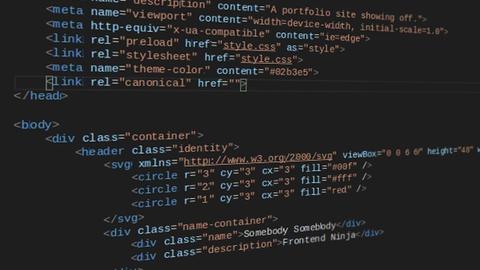 name="description" content="A portfolio site showing off.">
<meta name="viewport" content="width=device-width, initial-scale=1.0">
<meta http-equiv="x-ua-compatible" content="ie=edge">
<link rel="preload" href="style.css" as="style">
<link rel="stylesheet" href="style.css">
<meta name="theme-color" content="#02b3e5">
<link rel="canonical" href="">
</head>
<body>
<div class="container">
<header class="identity">
<svg xmlns="http://www.w3.org/2000/svg" viewBox="0 0 6 6" height="48"
<circle r="3" cy="3" cx="3" fill="#00f" />
<circle r="2" cy="3" cx="3" fill="#fff" />
<circle r="1" cy="3" cx="3" fill="red" />
</svg>
<div class="name-container">
<div class="name">Somebody Somebody</div>
<div class="description">Frontend Ninja</div>